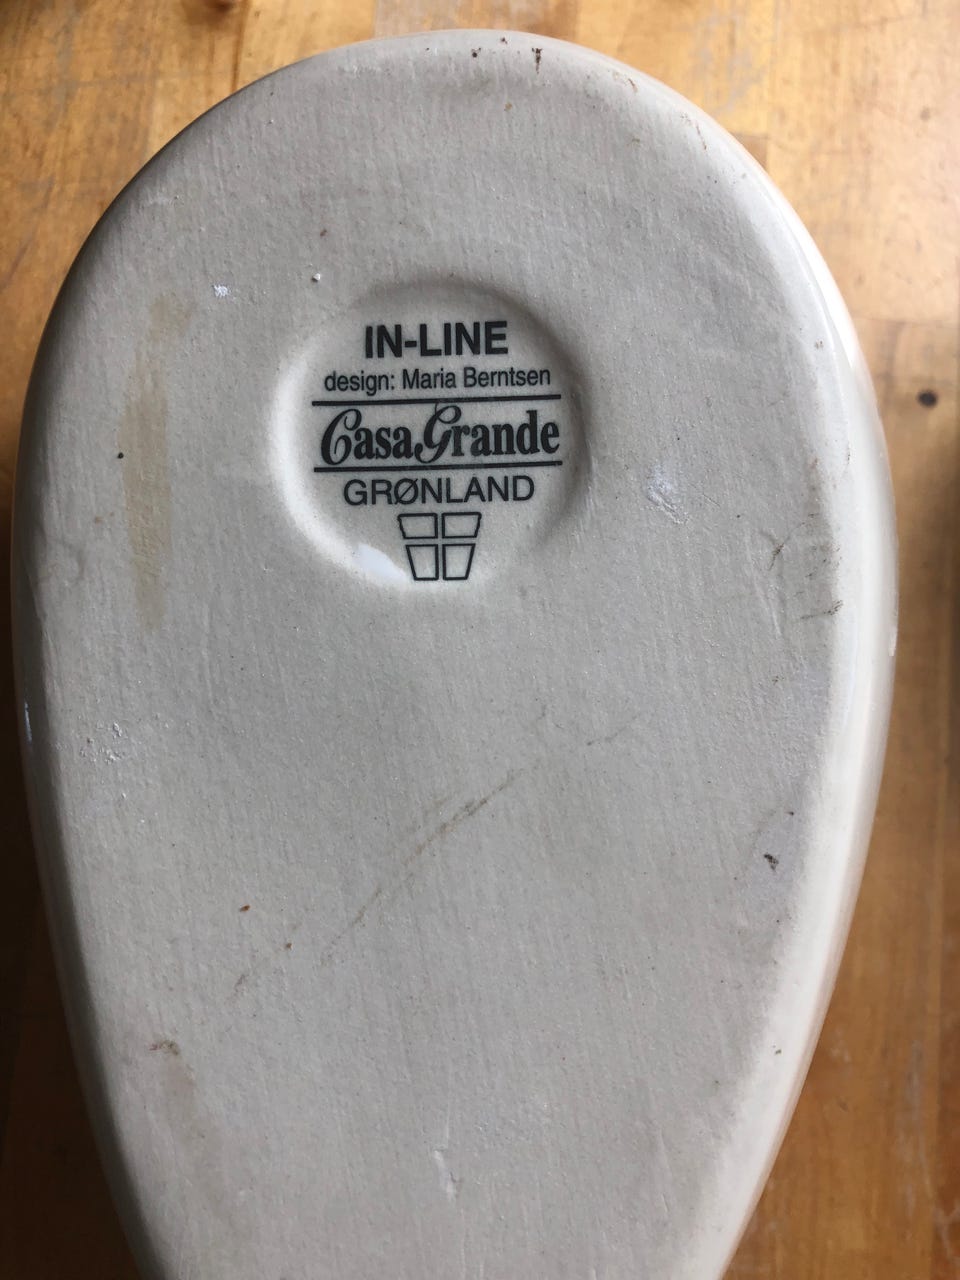 IN-LINE
design: Maria Berntsen
Casa Grande
GRØNLAND